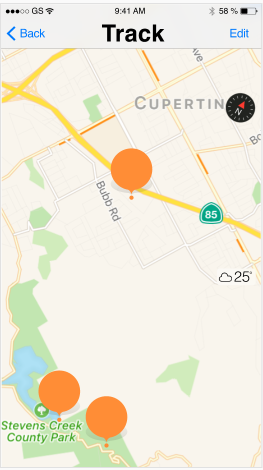 GS 9:41 AM 58 %
Back Track Edit
CUPERTIN
N
Bubb Rd
85
25°
Stevens Creek
County Park